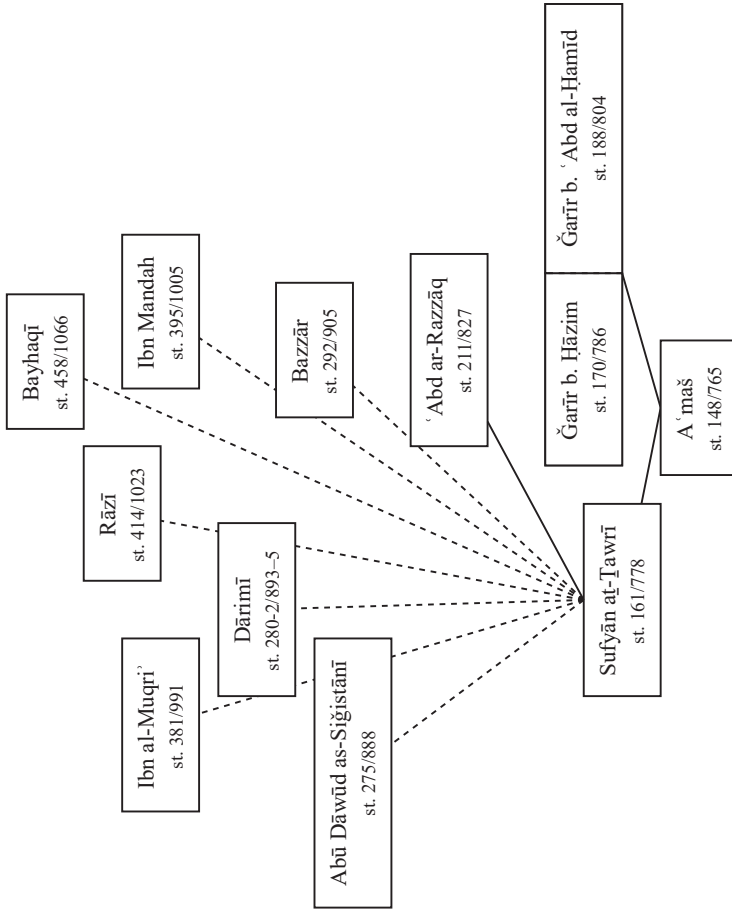 Bayhaqī
st. 458/1066
Rāzī
st. 414/1023
Ibn Mandah
st. 395/1005
Ibn al-Muqriʾ
st. 381/991
Dārimī
st. 280-2/893–5
Bazzār
st. 292/905
Abū Dāwūd as-Siǧistānī
st. 275/888
ʿAbd ar-Razzāq
st. 211/827
Sufyān aṯ-Ṯawrī
st. 161/778
Ǧarīr b. Ḥāzim
st. 170/786
Ǧarīr b. ʿAbd al-Ḥamīd
st. 188/804
Aʿmaš
st. 148/765